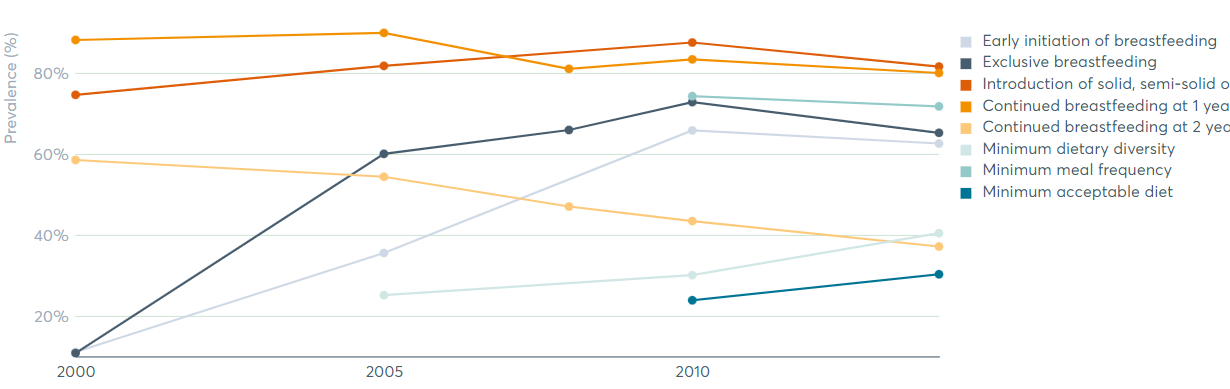 Prevalence (%)
80%
60%
40%
20%
2000 2005 2010
Early initiation of breastfeeding
Exclusive breastfeeding
Introduction of solid, semi-solid o
Continued breastfeeding at 1 yea
Continued breastfeeding at 2 yea
Minimum dietary diversity
Minimum meal frequency
Minimum acceptable diet